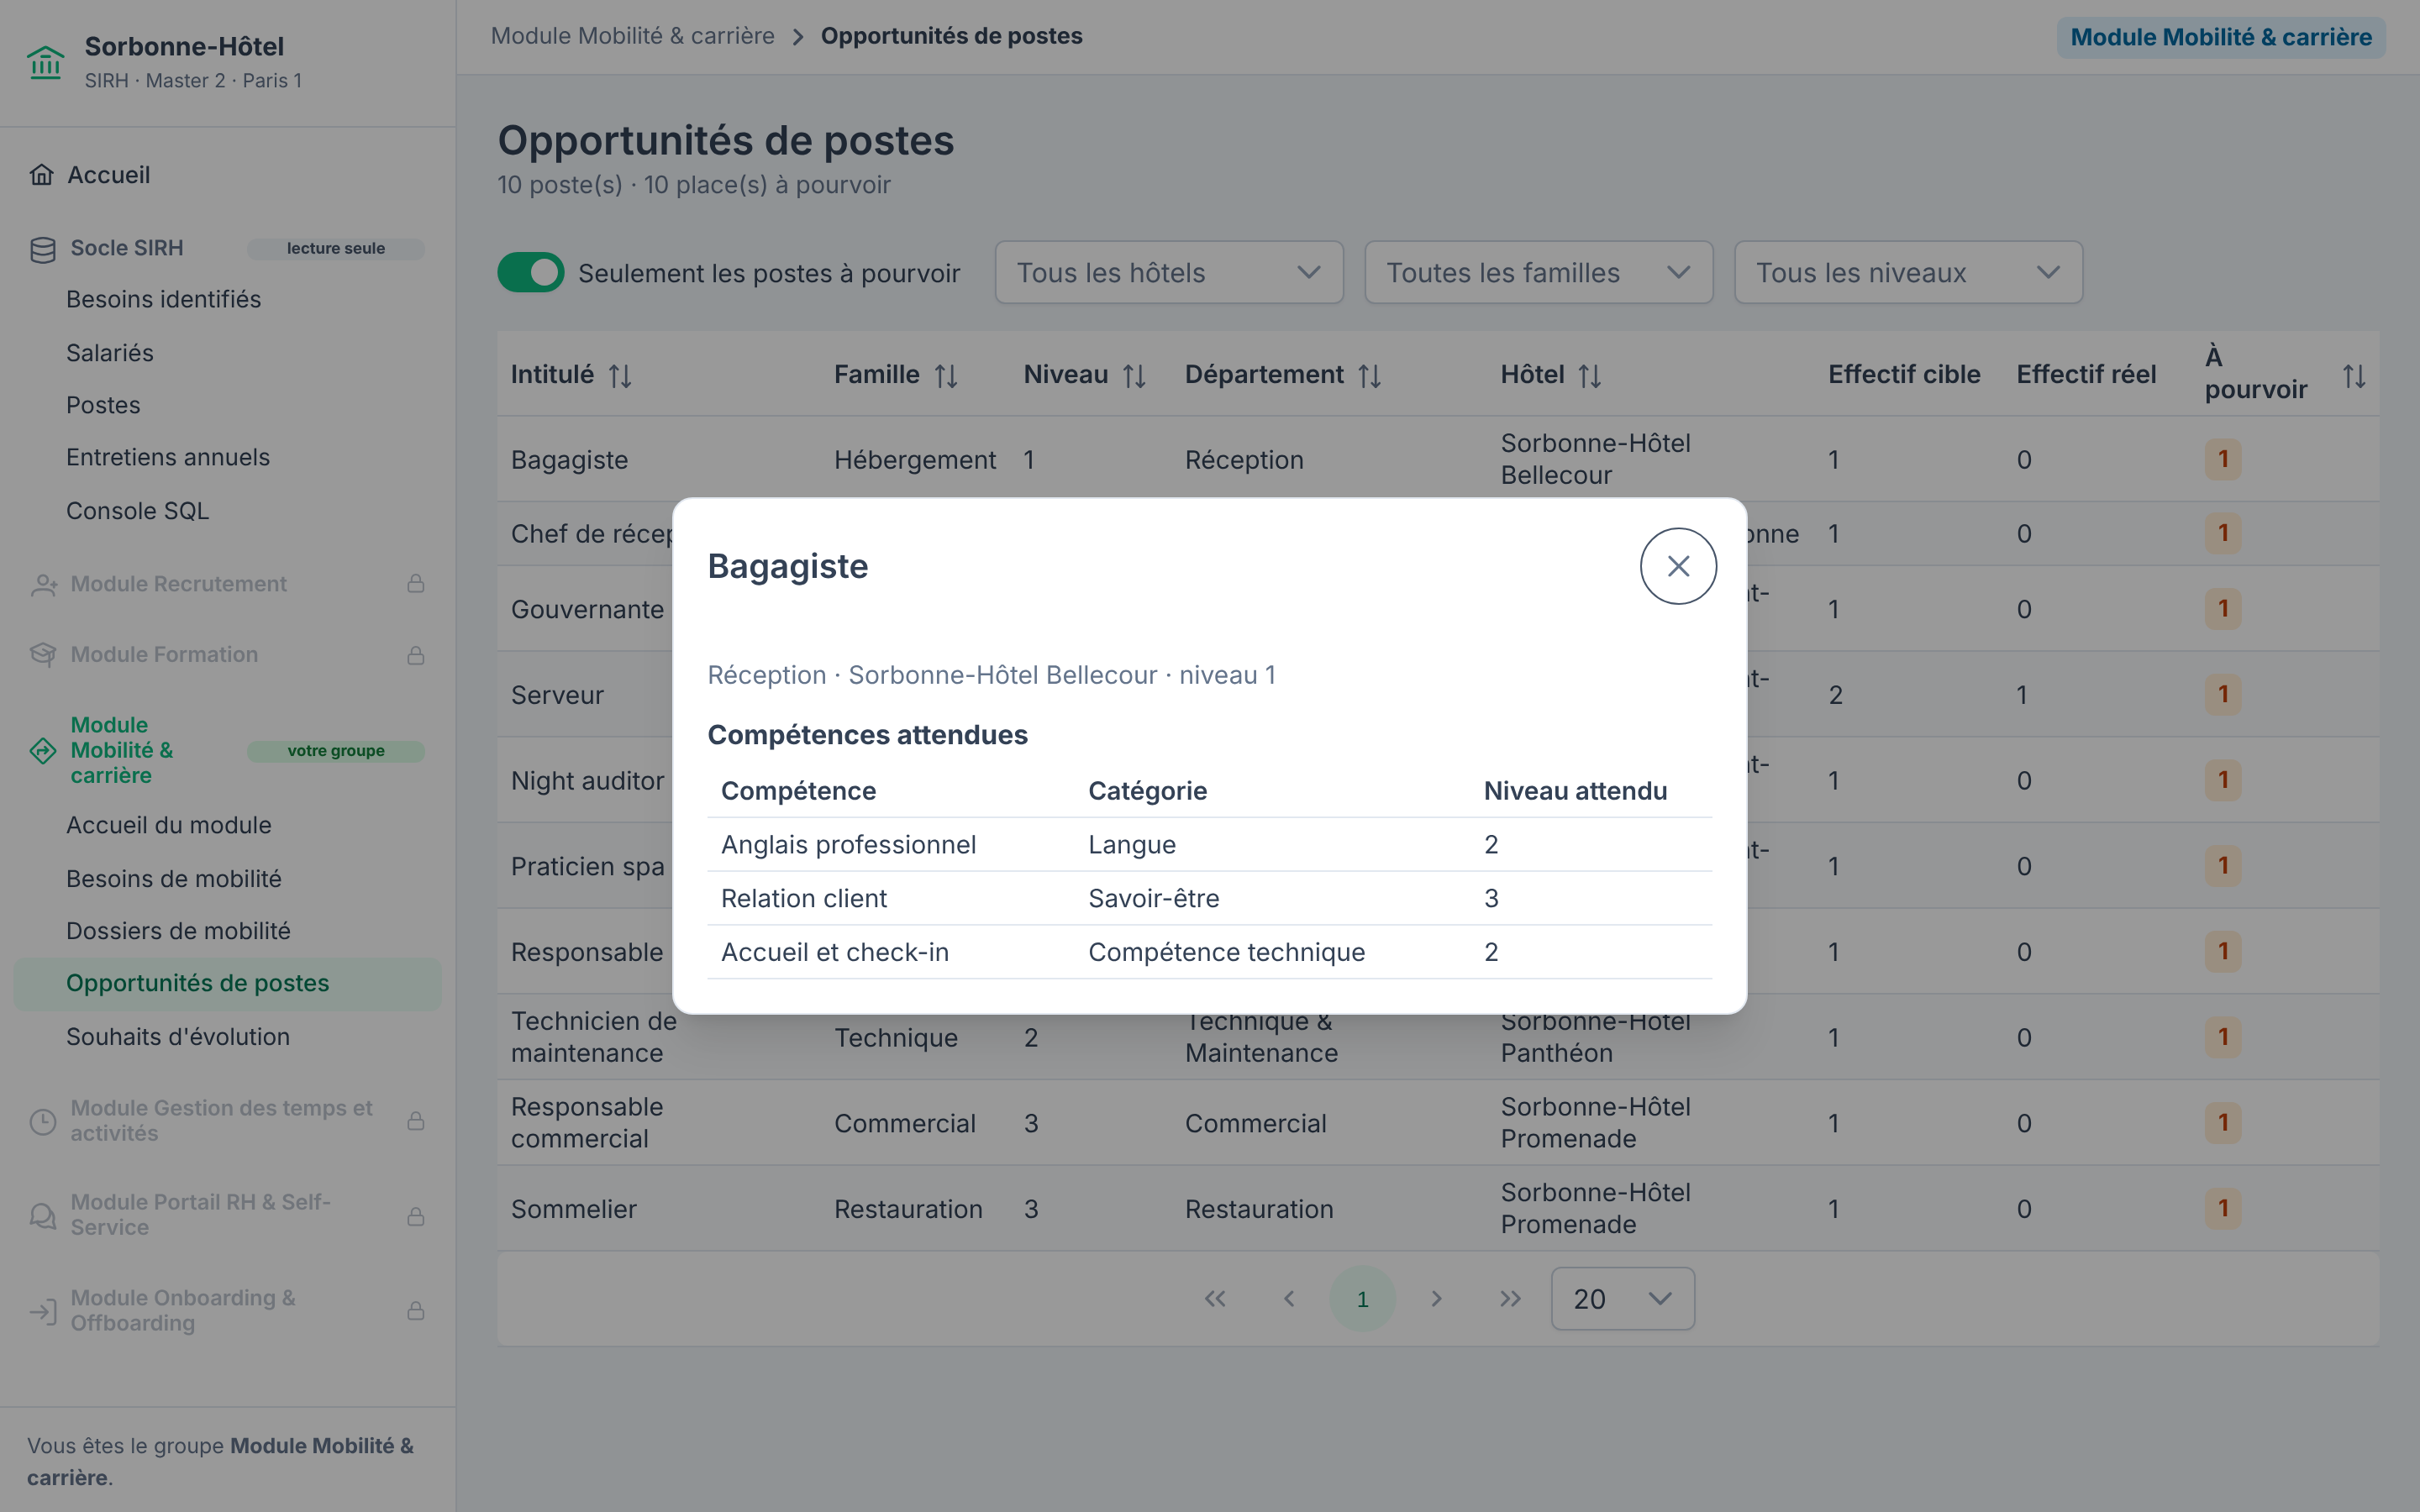 Sorbonne-Hôtel
SIRH · Master 2 · Paris 1
Accueil
Socle SIRH
lecture seule
Besoins identifiés
Salariés
Postes
Entretiens annuels
Console SQL
Module Recrutement
Module Formation
Module
Mobilité &
carrière
votre groupe
Accueil du module
Besoins de mobilité
Dossiers de mobilité
Opportunités de postes
Souhaits d'évolution
Module Gestion des temps et
activités
Module Portail RH & Self-
Service
Module Onboarding &
Offboarding
Vous êtes le groupe Module Mobilité &
carrière.
Module Mobilité & carrière > Opportunités de postes
Module Mobilité & carrière
Opportunités de postes
10 poste(s) · 10 place(s) à pourvoir
Seulement les postes à pourvoir
Tous les hôtels
Toutes les familles
Tous les niveaux
Intitulé Famille Niveau Département Hôtel Effectif cible Effectif réel À
pourvoir
Bagagiste Hébergement 1 Réception Sorbonne-Hôtel
Bellecour 1 0 1
Chef de 1 0 1
Gouvernante 1 0 1
Serveur 2 1 1
Night auditor 1 0 1
Praticien spa 1 0 1
Responsable 1 0 1
Bagagiste
Réception · Sorbonne-Hôtel Bellecour · niveau 1
Compétences attendues
Compétence Catégorie Niveau attendu
Anglais professionnel Langue 2
Relation client Savoir-être 3
Accueil et check-in Compétence technique 2
Technicien de
maintenance Technique 2 Technique &
Maintenance Sorbonne-Hôtel
Panthéon 1 0 1
Responsable
commercial Commercial 3 Commercial Sorbonne-Hôtel
Promenade 1 0 1
Sommelier Restauration 3 Restauration Sorbonne-Hôtel
Promenade 1 0 1
1
20